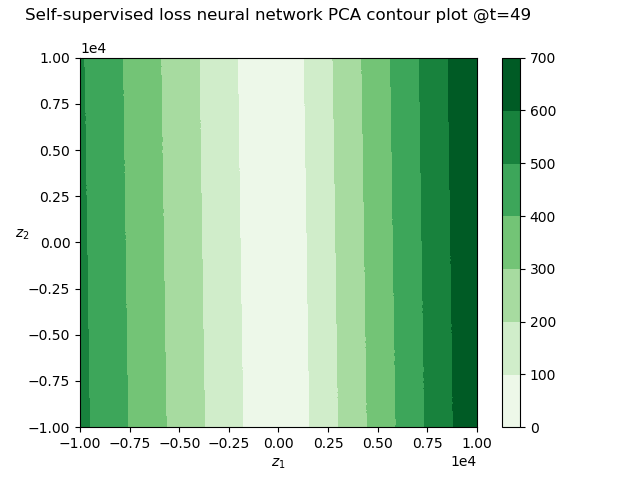 Self-supervised loss neural network PCA contour plot @t=49
1e4
1.00
0.75
0.50
0.25
0.00
−0.25
−0.50
−0.75
−1.00
z₂
−1.00 −0.75 −0.50 −0.25 0.00 0.25 0.50 0.75 1.00
z₁
1e4
700
600
500
400
300
200
100
0